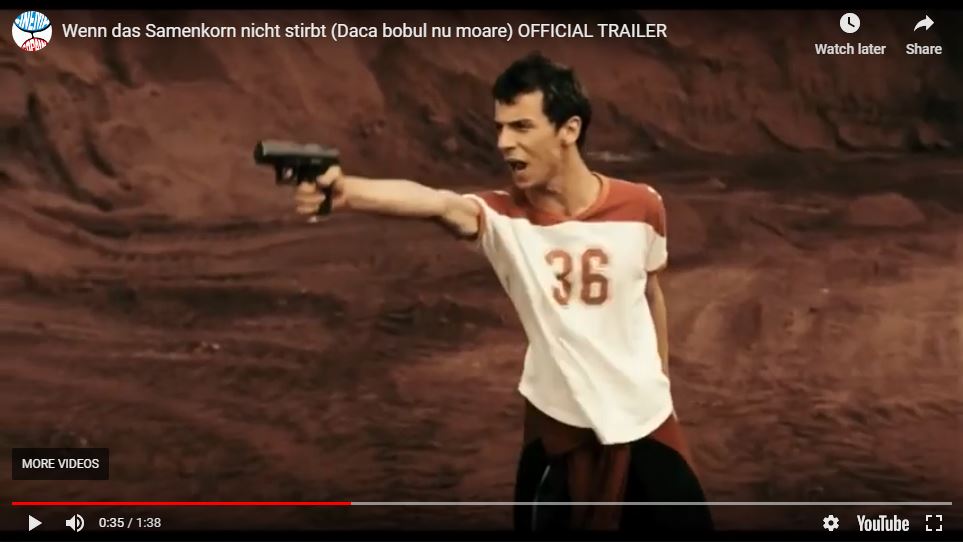 Wenn das Samenkorn nicht stirbt (Daca bobul nu moare) OFFICIAL TRAILER
Watch later
Share
36
MORE VIDEOS
0:35 / 1:38
YouTube